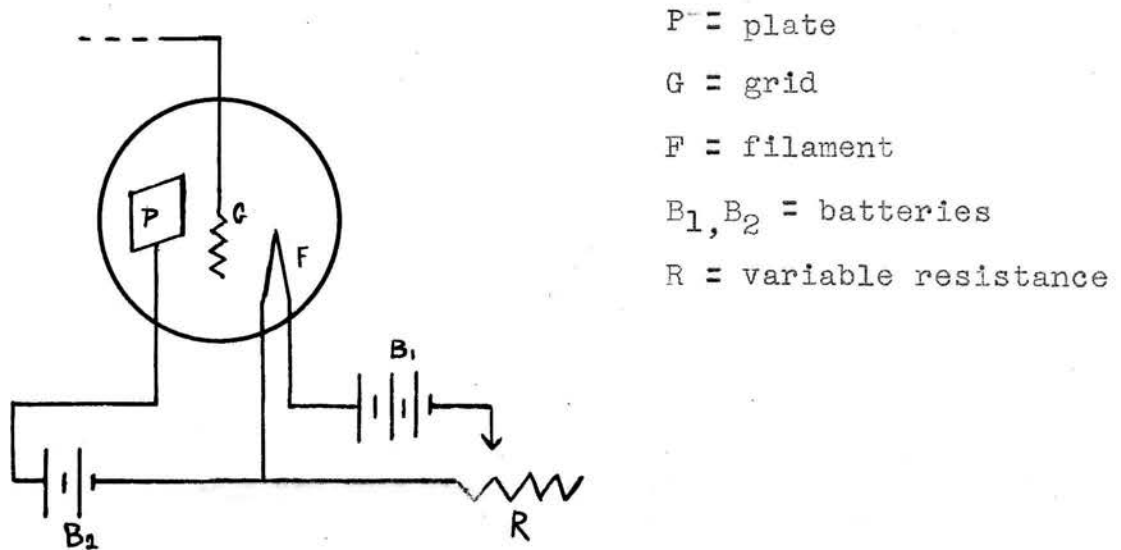 P = plate
G = grid
F = filament
B1,B2 = batteries
R = variable resistance
P
G
F
B1
B2
R